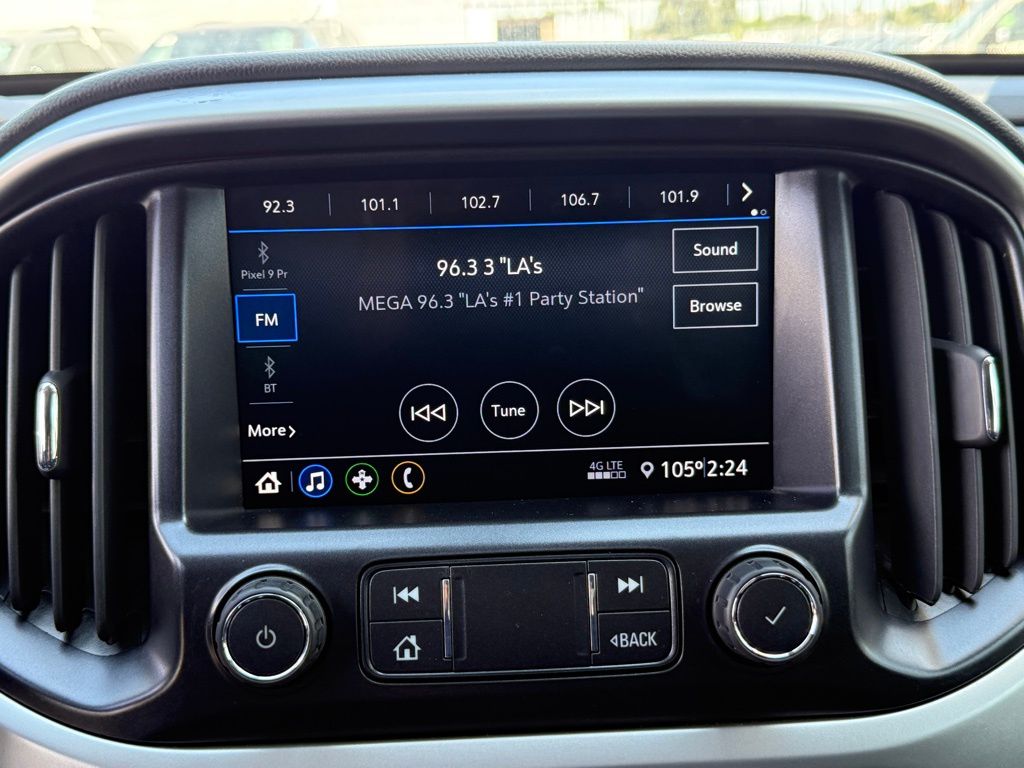 92.3 101.1 102.7 106.7 101.9
Pixel 9 Pr
96.3 3 "LA's
Sound
MEGA 96.3 "LA's #1 Party Station"
Browse
FM
BT
Tune
More
4G LTE
105° 2:24
BACK